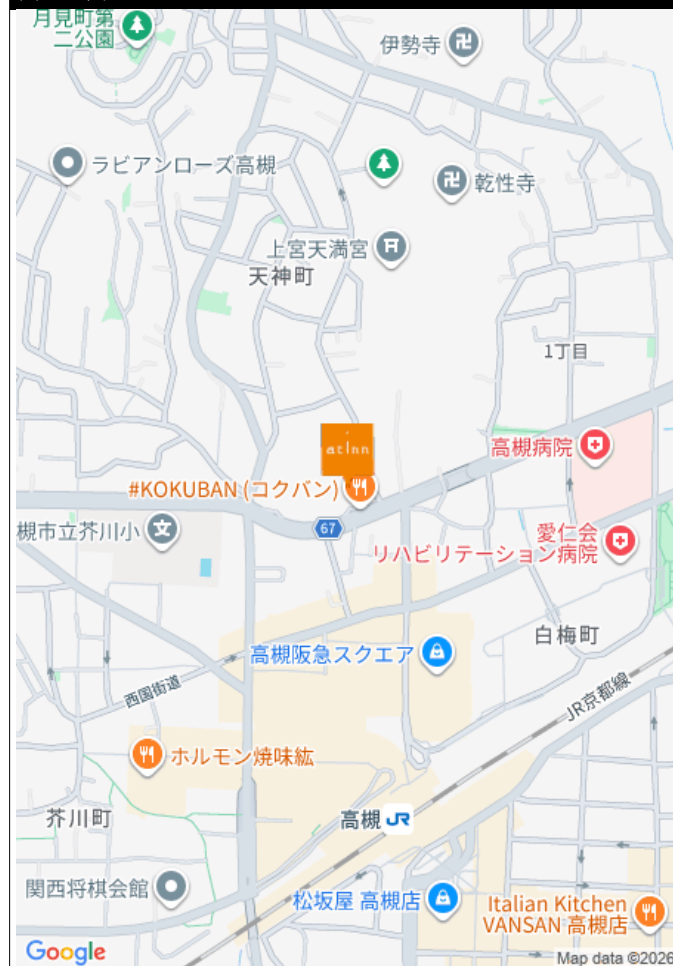 月見町第
二公園
伊勢寺
ラビアンローズ高槻
乾性寺
上宮天満宮
天神町
1丁目
atInn
高槻病院
#KOKUBAN (コクバン)
67
槻市立芥川小
文
愛仁会
リハビリテーション病院
白梅町
高槻阪急スクエア
西国街道
JR京都線
ホルモン焼味紘
芥川町
高槻 JR
関西将棋会館
松坂屋 高槻店
Italian Kitchen
VANSAN 高槻店
Google
Map data ©2026